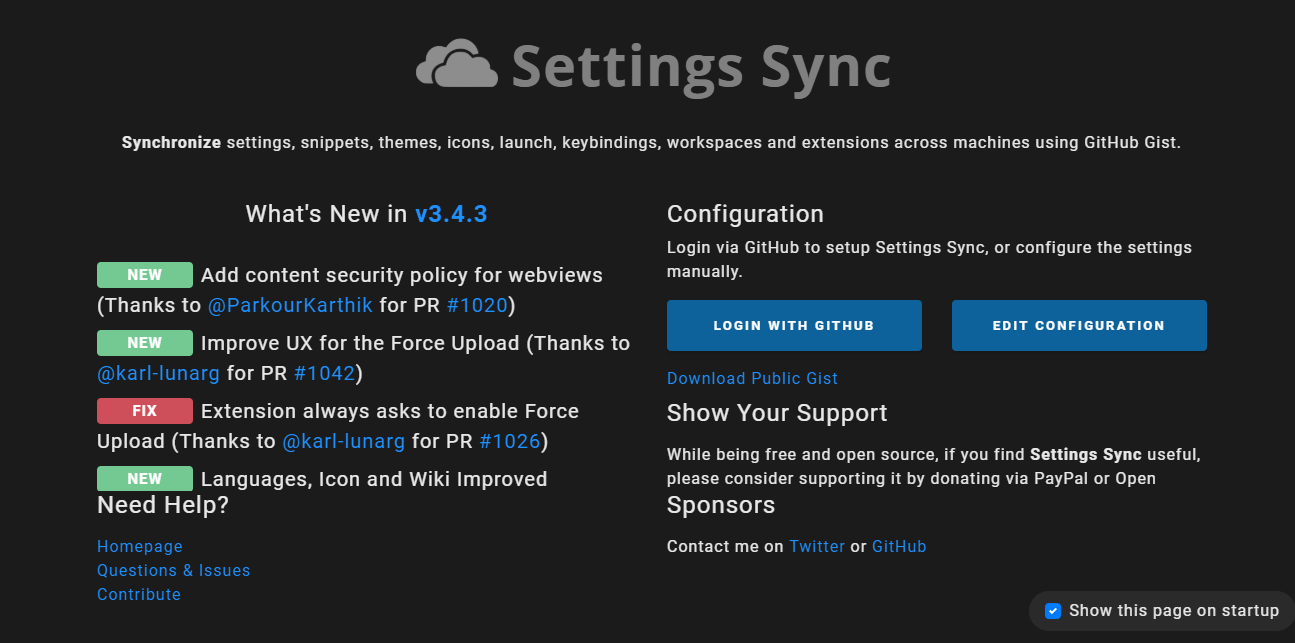 Settings Sync
Synchronize settings, snippets, themes, icons, launch, keybindings, workspaces and extensions across machines using GitHub Gist.
What's New in v3.4.3
NEW Add content security policy for webviews
(Thanks to @ParkourKarthik for PR #1020)
NEW Improve UX for the Force Upload (Thanks to
@karl-lunarg for PR #1042)
FIX Extension always asks to enable Force
Upload (Thanks to @karl-lunarg for PR #1026)
NEW Languages, Icon and Wiki Improved
Need Help?
Homepage
Questions & Issues
Contribute
Configuration
Login via GitHub to setup Settings Sync, or configure the settings
manually.
LOGIN WITH GITHUB
EDIT CONFIGURATION
Download Public Gist
Show Your Support
While being free and open source, if you find Settings Sync useful,
please consider supporting it by donating via PayPal or Open
Sponsors
Contact me on Twitter or GitHub
Show this page on startup